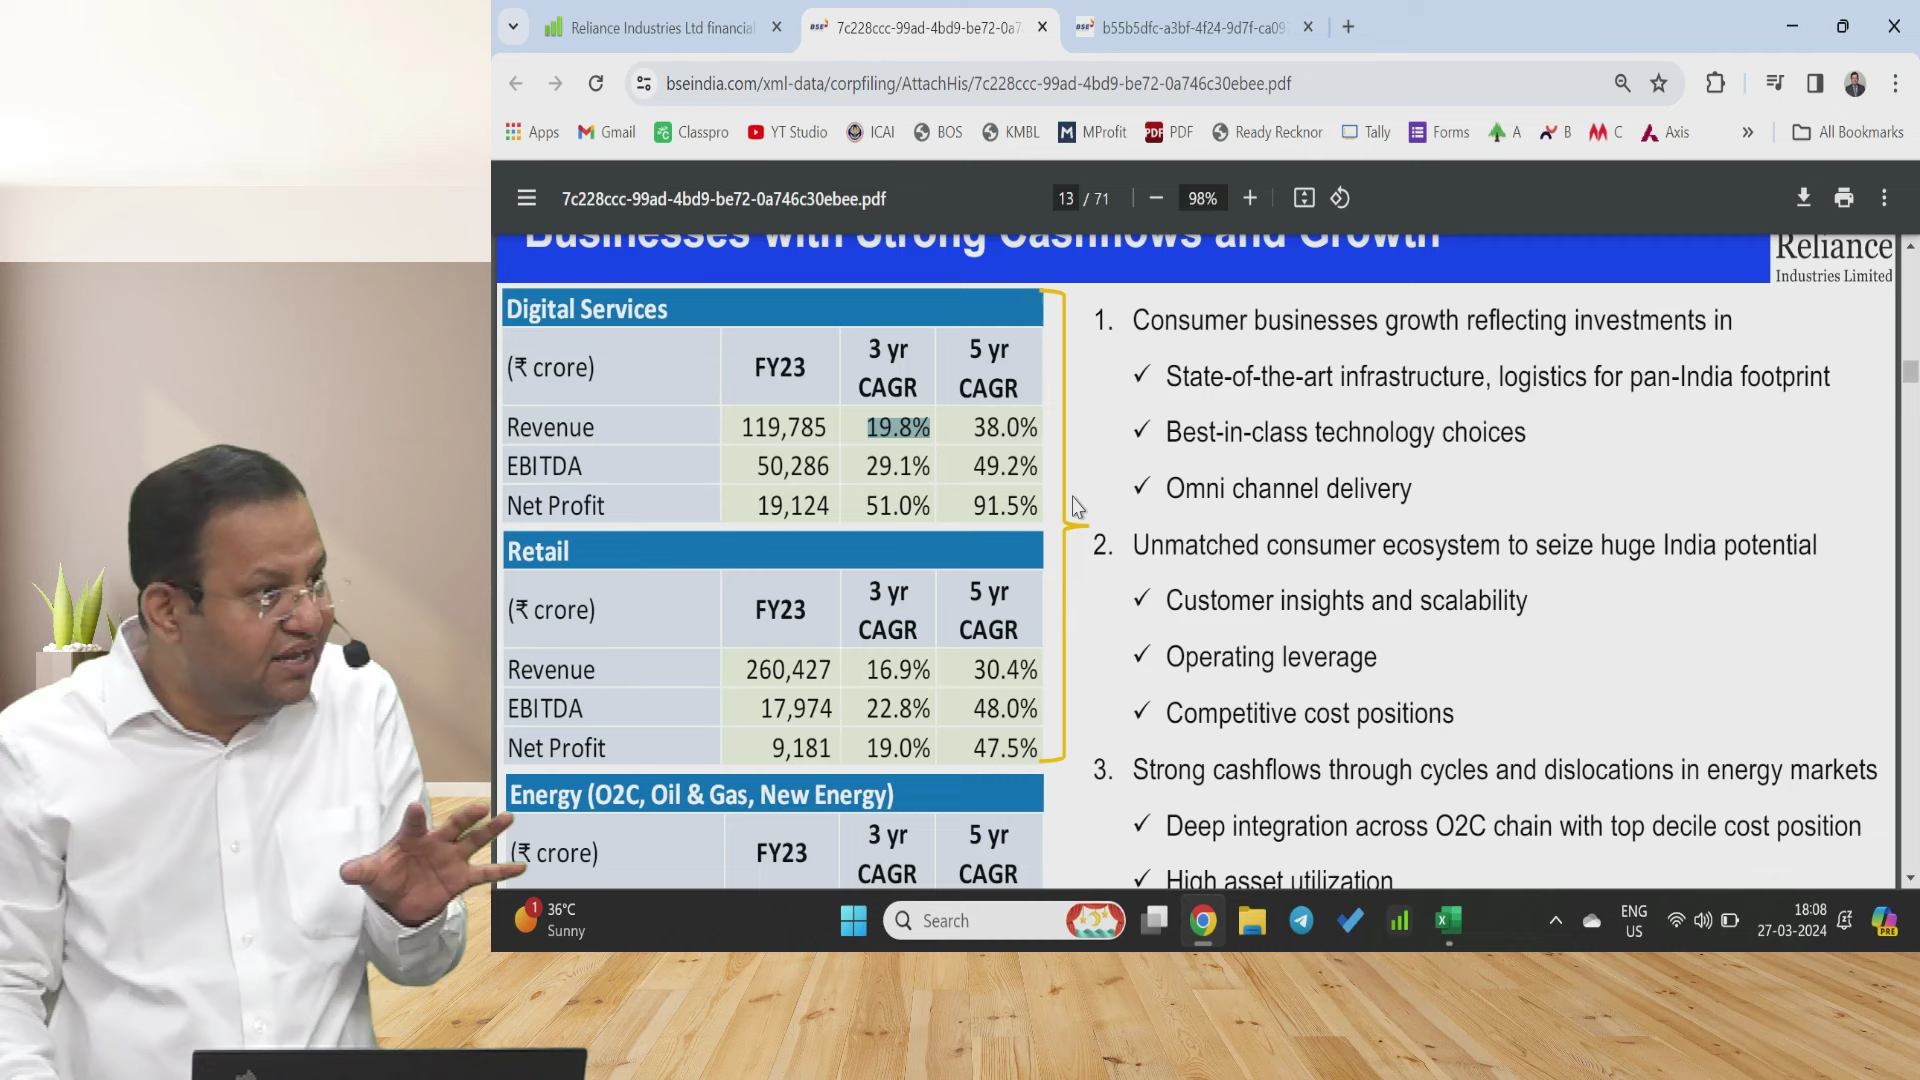 Reliance Industries Ltd financial
7c228ccc-99ad-4bd9-be72-0a7
b55b5dfc-a3bf-4f24-9d7f-ca09
bseindia.com/xml-data/corpfiling/AttachHis/7c228ccc-99ad-4bd9-be72-0a746c30ebee.pdf
Apps Gmail Classpro YT Studio ICAI BOS KMBL MProfit PDF PDF Ready Recknor Tally Forms A B C Axis » All Bookmarks
7c228ccc-99ad-4bd9-be72-0a746c30ebee.pdf 13 / 71 98%
Businesses with Strong Cashflows and Growth
Reliance
Industries Limited
Digital Services
(₹ crore) FY23 3 yr CAGR 5 yr CAGR
Revenue 119,785 19.8% 38.0%
EBITDA 50,286 29.1% 49.2%
Net Profit 19,124 51.0% 91.5%
Retail
(₹ crore) FY23 3 yr CAGR 5 yr CAGR
Revenue 260,427 16.9% 30.4%
EBITDA 17,974 22.8% 48.0%
Net Profit 9,181 19.0% 47.5%
Energy (O2C, Oil & Gas, New Energy)
(₹ crore) FY23 3 yr CAGR 5 yr CAGR
1. Consumer businesses growth reflecting investments in
✓ State-of-the-art infrastructure, logistics for pan-India footprint
✓ Best-in-class technology choices
✓ Omni channel delivery
2. Unmatched consumer ecosystem to seize huge India potential
✓ Customer insights and scalability
✓ Operating leverage
✓ Competitive cost positions
3. Strong cashflows through cycles and dislocations in energy markets
✓ Deep integration across O2C chain with top decile cost position
✓ High asset utilization
1
36°C
Sunny
Search
PRE
ENG
US
18:08
27-03-2024